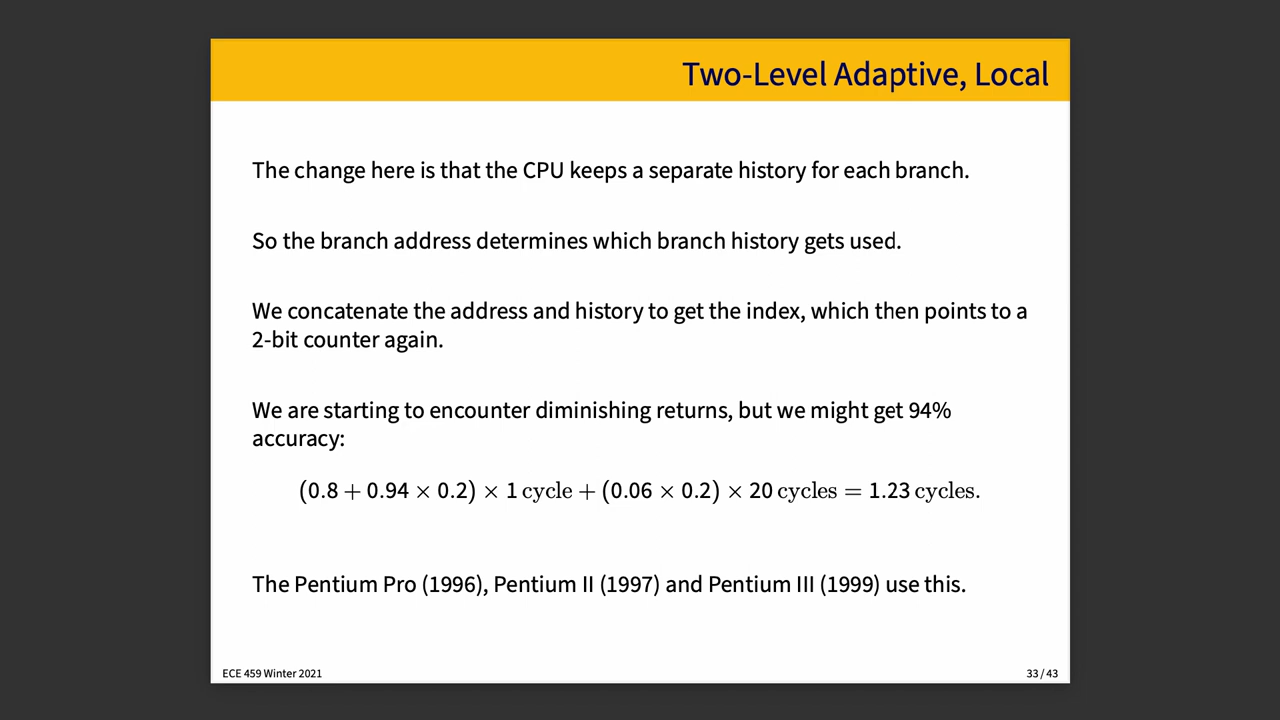 Two-Level Adaptive, Local
The change here is that the CPU keeps a separate history for each branch.
So the branch address determines which branch history gets used.
We concatenate the address and history to get the index, which then points to a
2-bit counter again.
We are starting to encounter diminishing returns, but we might get 94%
accuracy:
(0.8 + 0.94 × 0.2) × 1 cycle + (0.06 × 0.2) × 20 cycles = 1.23 cycles.
The Pentium Pro (1996), Pentium II (1997) and Pentium III (1999) use this.
ECE 459 Winter 2021
33 / 43